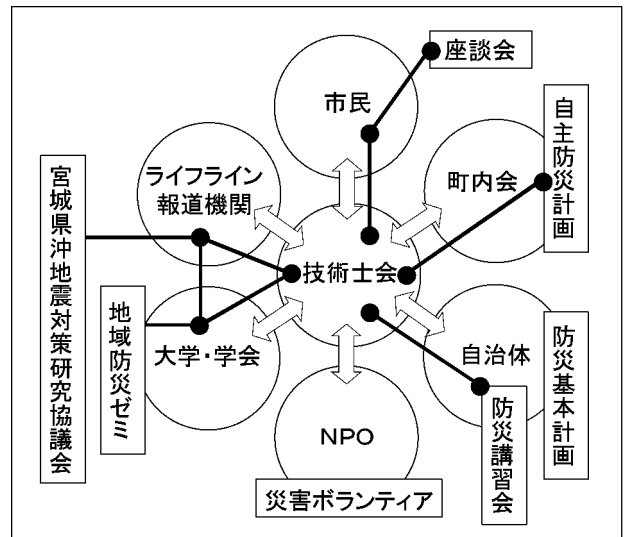 座談会
市民
自主防災計画
町内会
ライフライン
報道機関
宮城県沖地震対策研究協議会
技術士会
地域防災ゼミ
大学・学会
自治体
防災基本計画
防災講習会
NPO
災害ボランティア